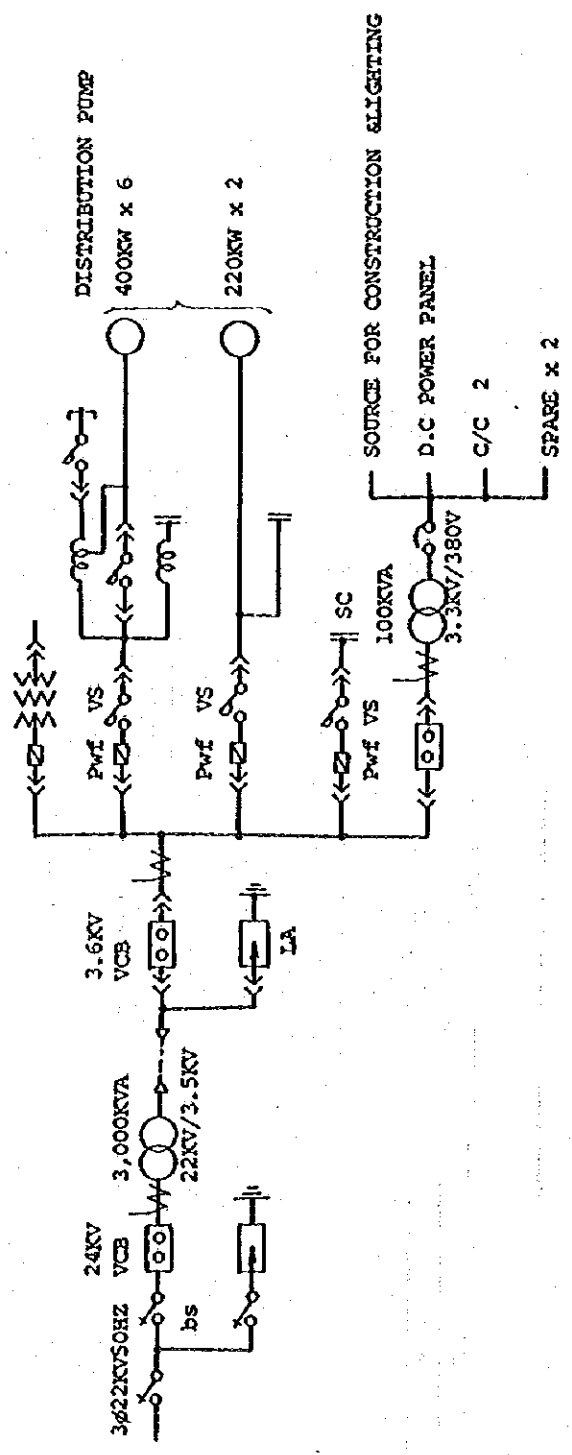 3ø22KV50HZ
bs
24KV
VCB
3,000KVA
22KV/3.5KV
3.6KV
VCB
LA
Pwf VS
Pwf VS
Pwf VS
SC
100KVA
3.3KV/380V
DISTRIBUTION PUMP
400KW x 6
220KW x 2
SOURCE FOR CONSTRUCTION &LIGHTING
D.C POWER PANEL
C/C 2
SPARE x 2